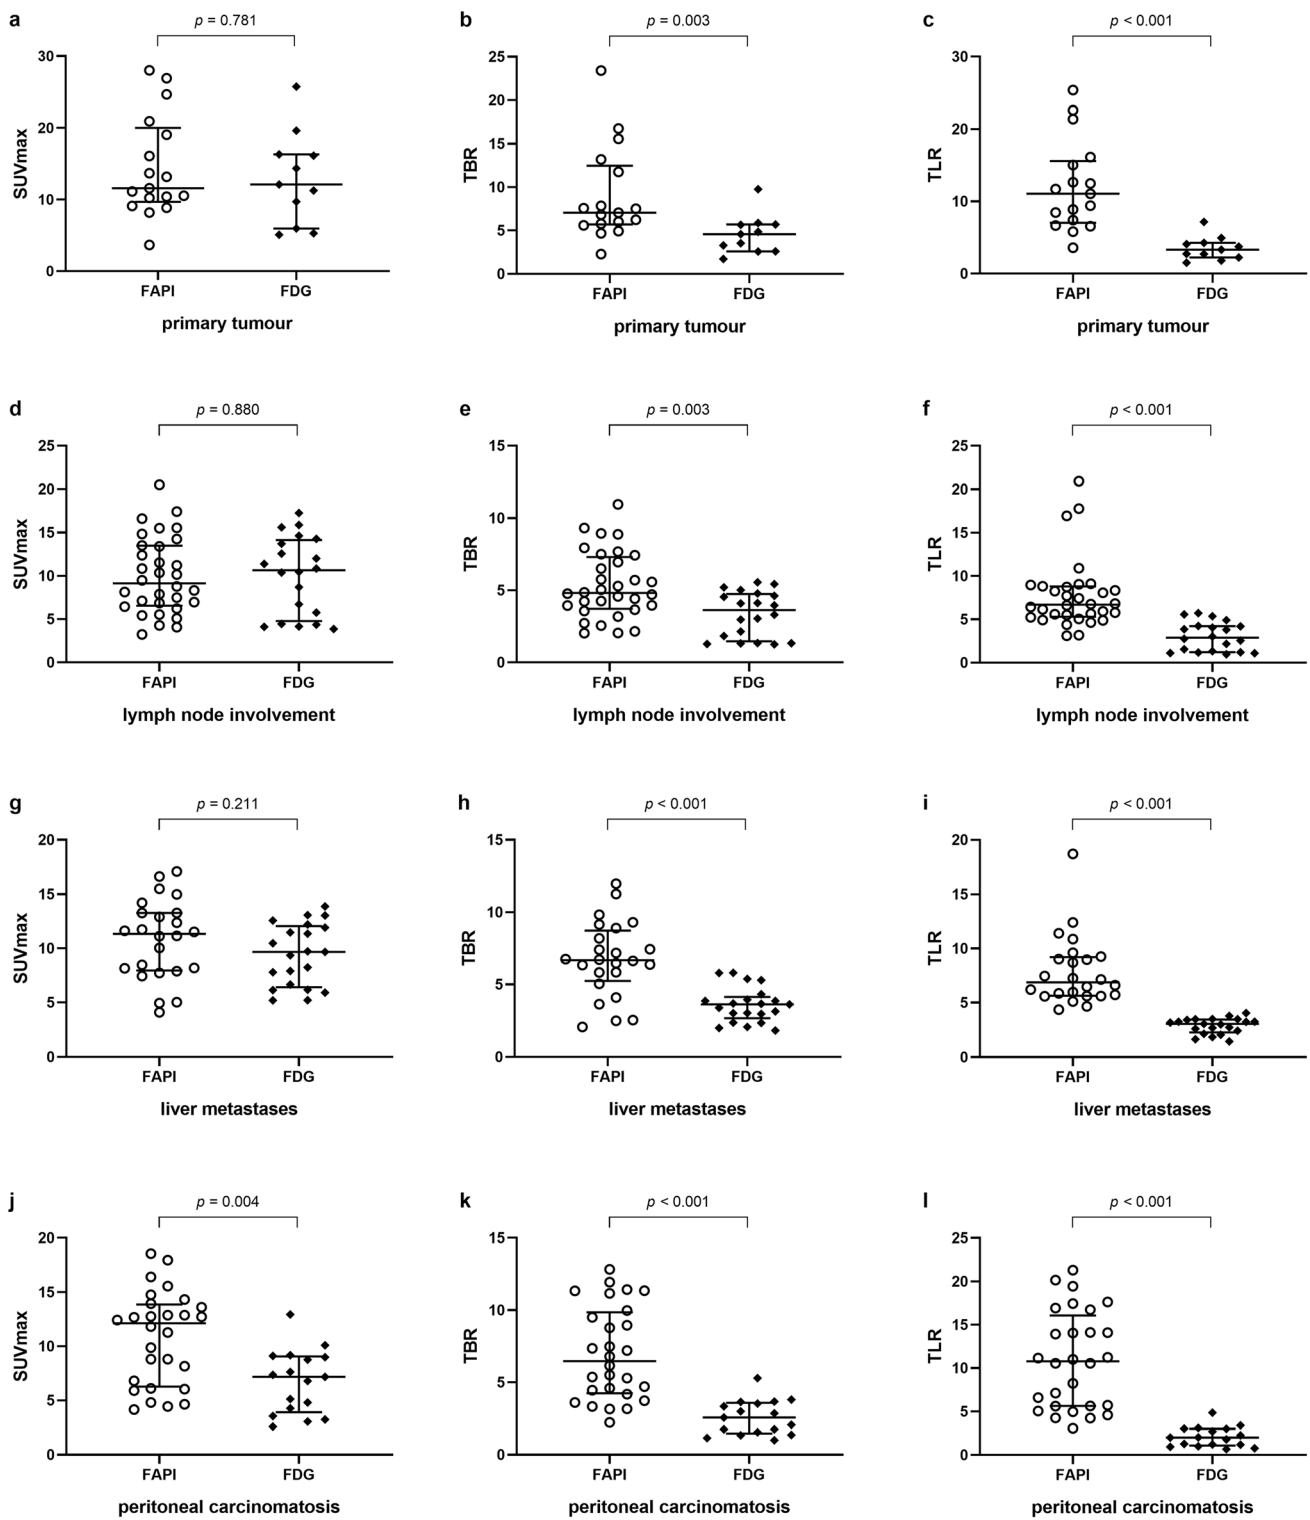 a
p = 0.781
SUVmax
30
20
10
0
FAPI
FDG
primary tumour
b
p = 0.003
TBR
25
20
15
10
5
0
FAPI
FDG
primary tumour
c
p < 0.001
TLR
30
20
10
0
FAPI
FDG
primary tumour
d
p = 0.880
SUVmax
25
20
15
10
5
0
FAPI
FDG
lymph node involvement
e
p = 0.003
TBR
15
10
5
0
FAPI
FDG
lymph node involvement
f
p < 0.001
TLR
25
20
15
10
5
0
FAPI
FDG
lymph node involvement
g
p = 0.211
SUVmax
20
15
10
5
0
FAPI
FDG
liver metastases
h
p < 0.001
TBR
15
10
5
0
FAPI
FDG
liver metastases
i
p < 0.001
TLR
20
15
10
5
0
FAPI
FDG
liver metastases
j
p = 0.004
SUVmax
20
15
10
5
0
FAPI
FDG
peritoneal carcinomatosis
k
p < 0.001
TBR
15
10
5
0
FAPI
FDG
peritoneal carcinomatosis
l
p < 0.001
TLR
25
20
15
10
5
0
FAPI
FDG
peritoneal carcinomatosis